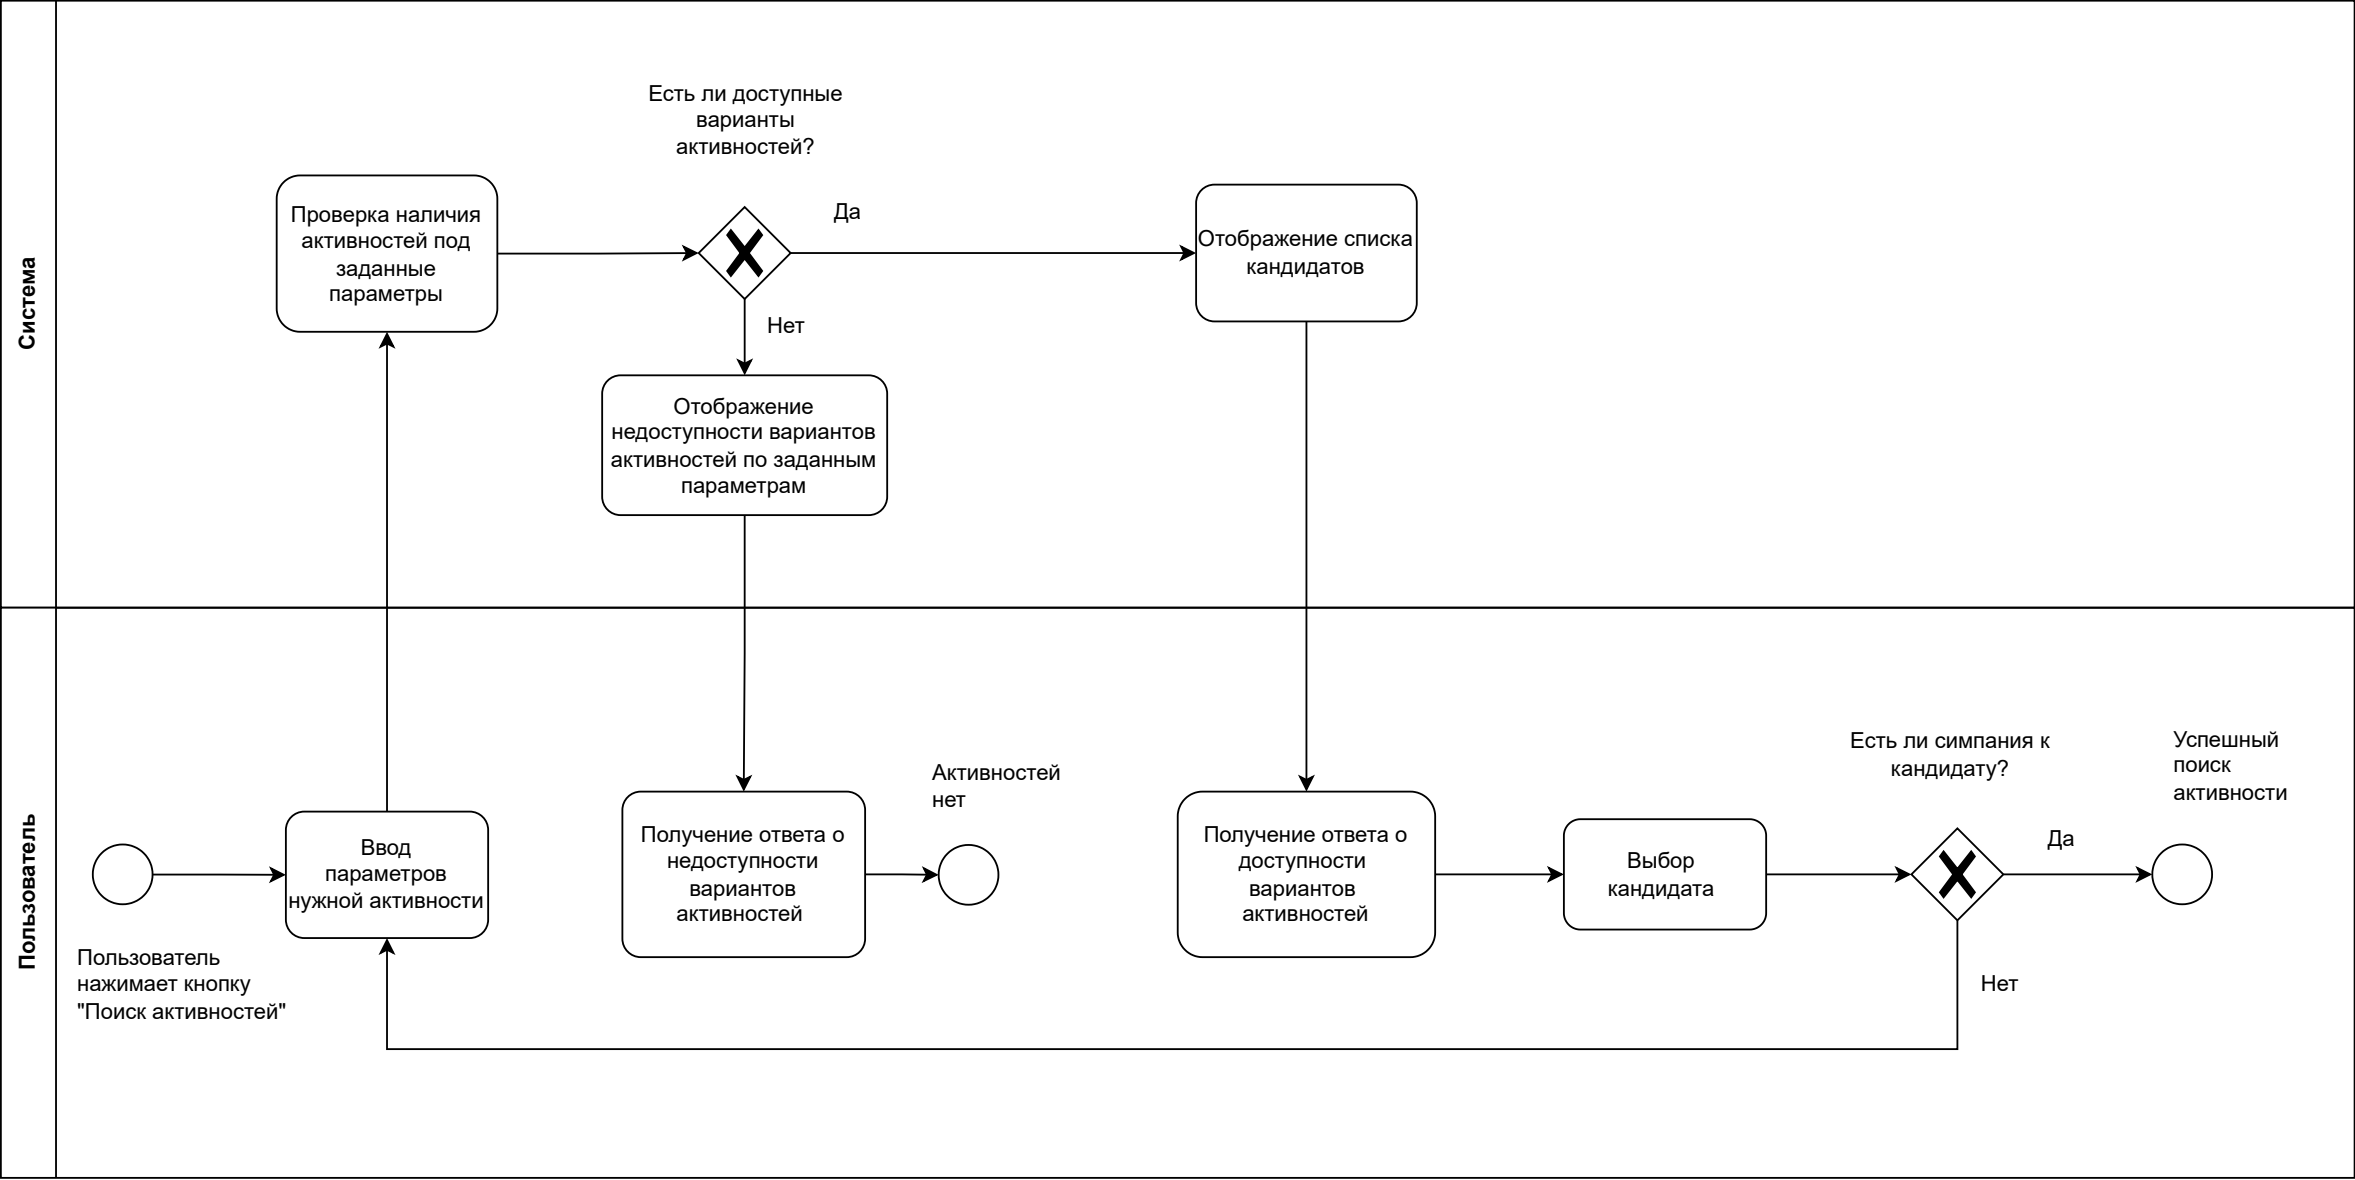 Система
Есть ли доступные
варианты
активностей?
Проверка наличия
активностей под
заданные
параметры
Да
Отображение списка
кандидатов
Нет
Отображение
недоступности вариантов
активностей по заданным
параметрам
Пользователь
Пользователь
нажимает кнопку
"Поиск активностей"
Ввод
параметров
нужной активности
Получение ответа о
недоступности
вариантов
активностей
Активностей
нет
Получение ответа о
доступности
вариантов
активностей
Выбор
кандидата
Есть ли симпания к
кандидату?
Да
Нет
Успешный
поиск
активности